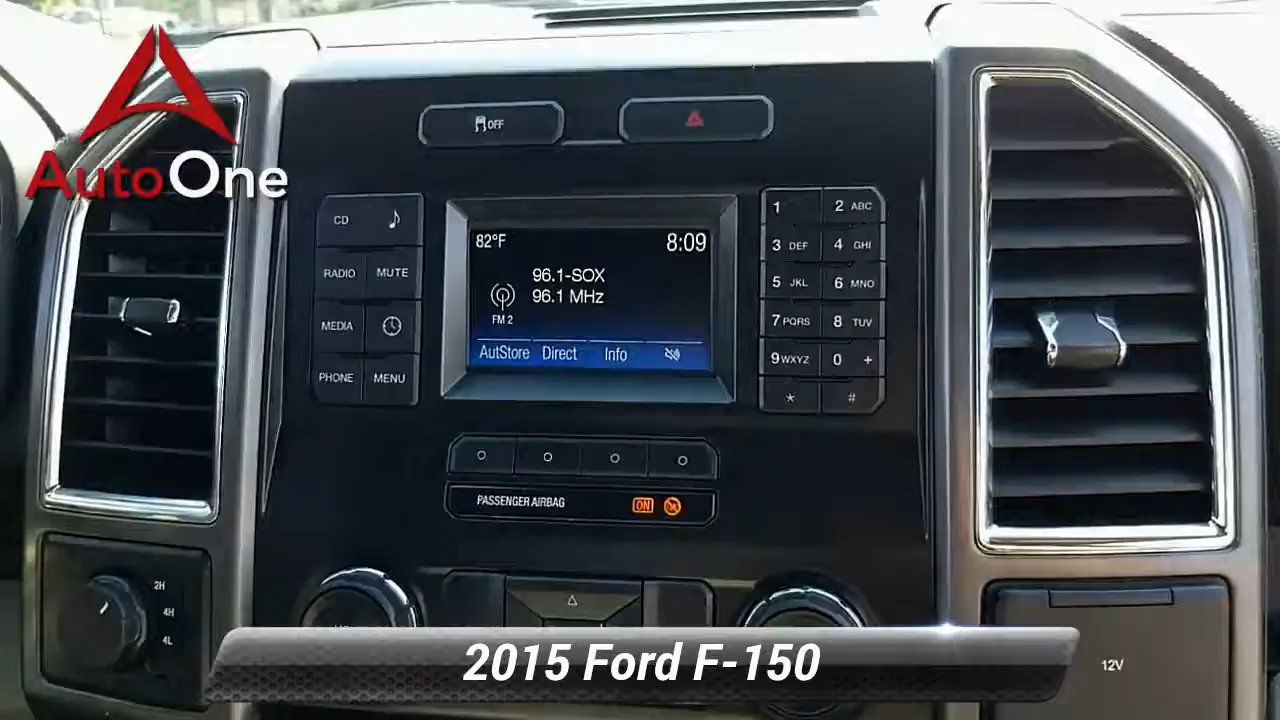 AutoOne
OFF
CD
RADIO MUTE
MEDIA
PHONE MENU
82°F 8:09
96.1-SOX
96.1 MHz
FM 2
AutStore Direct Info
1 2 ABC
3 DEF 4 GHI
5 JKL 6 MNO
7 PQRS 8 TUV
9 WXYZ 0 +
* #
PASSENGER AIRBAG ON
2H
4H
4L
12V
2015 Ford F-150